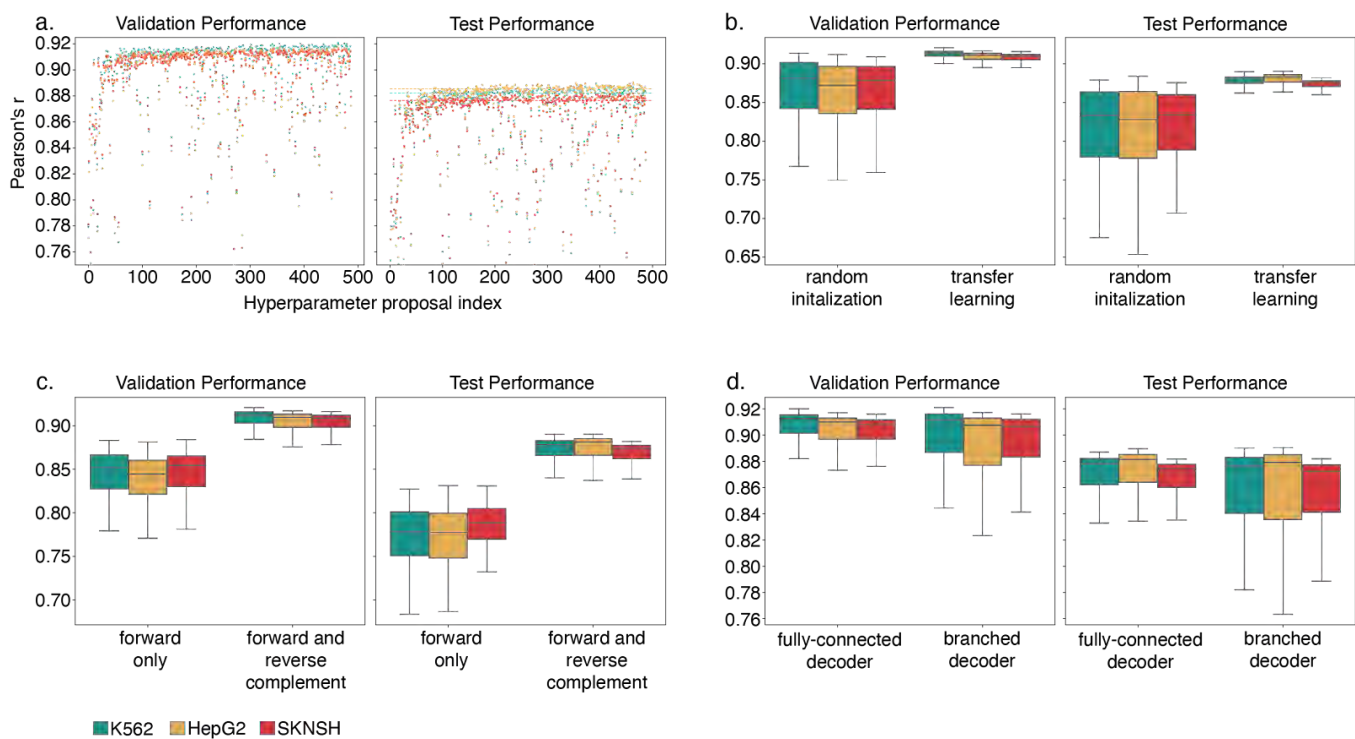 a.
Validation Performance
Test Performance
Pearson's r
0.92
0.90
0.88
0.86
0.84
0.82
0.80
0.78
0.76
0 100 200 300 400 500
0 100 200 300 400 500
Hyperparameter proposal index
b.
Validation Performance
Test Performance
0.90
0.85
0.80
0.75
0.70
0.65
random
initalization
transfer
learning
random
initalization
transfer
learning
c.
Validation Performance
Test Performance
0.90
0.85
0.80
0.75
0.70
forward
only
forward and
reverse
complement
forward
only
forward and
reverse
complement
d.
Validation Performance
Test Performance
0.92
0.90
0.88
0.86
0.84
0.82
0.80
0.78
0.76
fully-connected
decoder
branched
decoder
fully-connected
decoder
branched
decoder
K562 HepG2 SKNSH